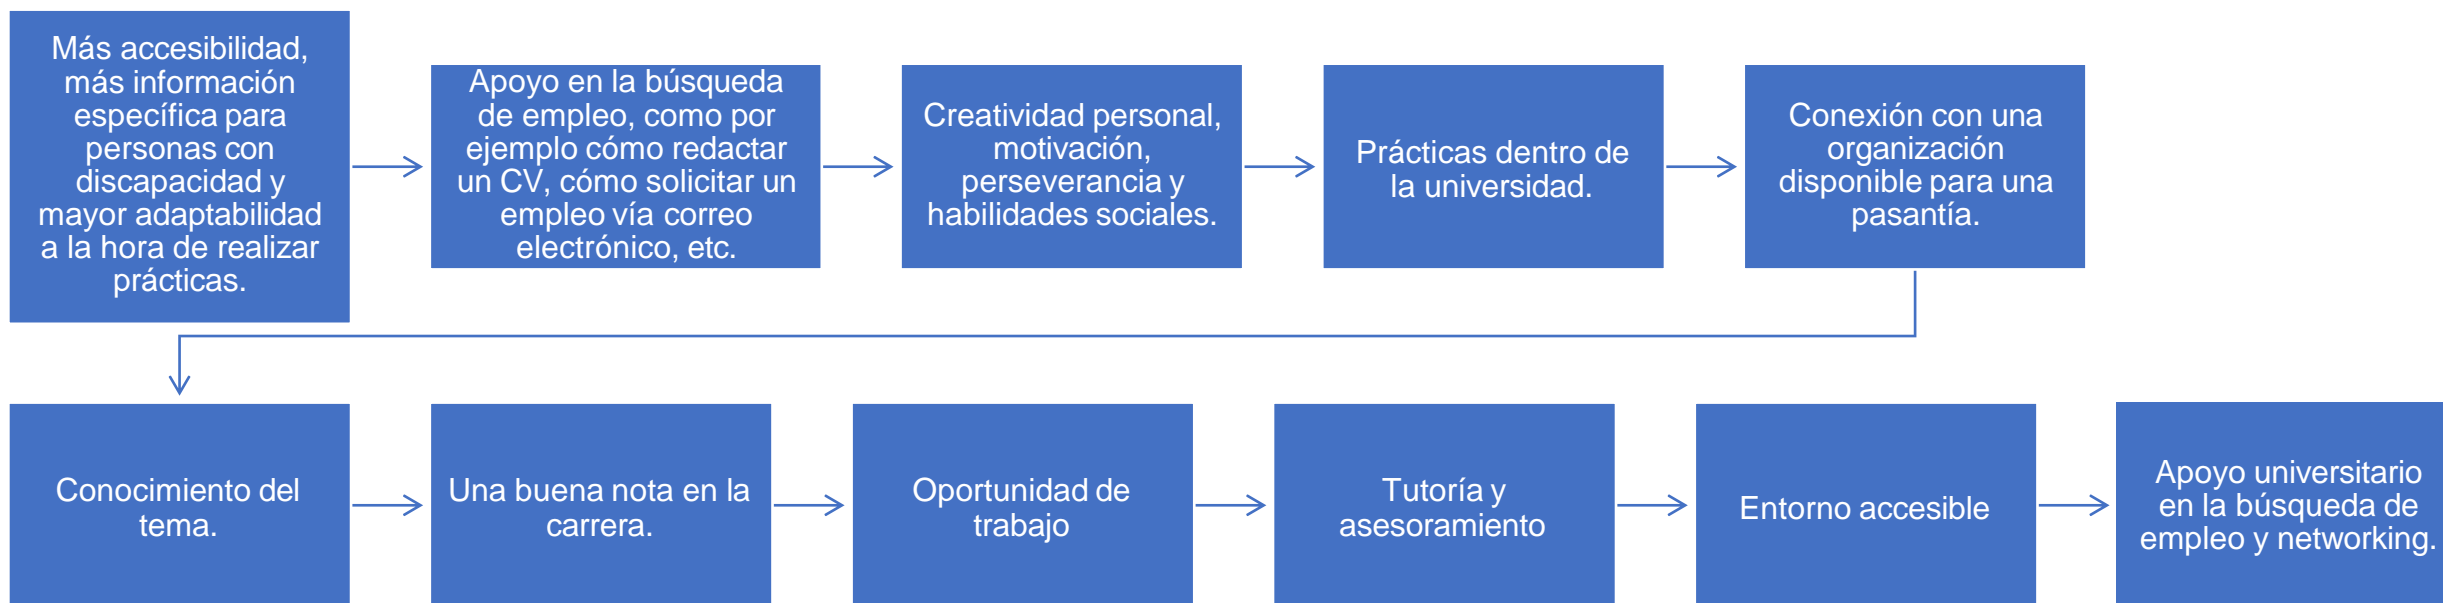 Más accesibilidad,
más información
específica para
personas con
discapacidad y
mayor adaptabilidad
a la hora de realizar
prácticas.
Apoyo en la búsqueda
de empleo, como por
ejemplo cómo redactar
un CV, cómo solicitar un
empleo vía correo
electrónico, etc.
Creatividad personal,
motivación,
perseverancia y
habilidades sociales.
Prácticas dentro de
la universidad.
Conexión con una
organización
disponible para una
pasantía.
Conocimiento del
tema.
Una buena nota en la
carrera.
Oportunidad de
trabajo
Tutoría y
asesoramiento
Entorno accesible
Apoyo universitario
en la búsqueda de
empleo y networking.